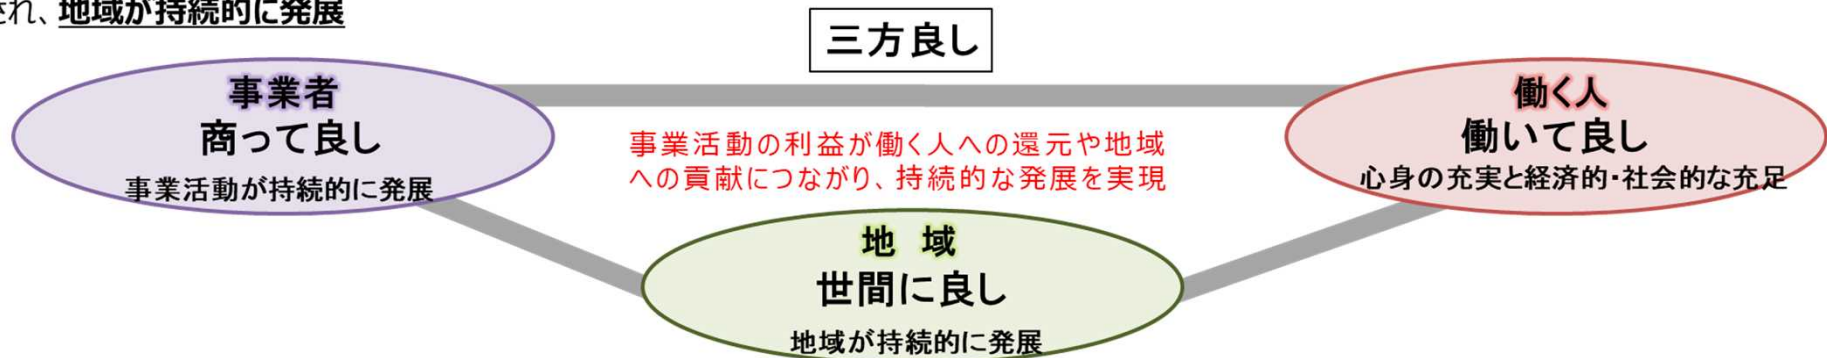 され、地域が持続的に発展
三方良し
事業者
商って良し
事業活動が持続的に発展
事業活動の利益が働く人への還元や地域
への貢献につながり、持続的な発展を実現
働く人
働いて良し
心身の充実と経済的・社会的な充足
地 域
世間に良し
地域が持続的に発展